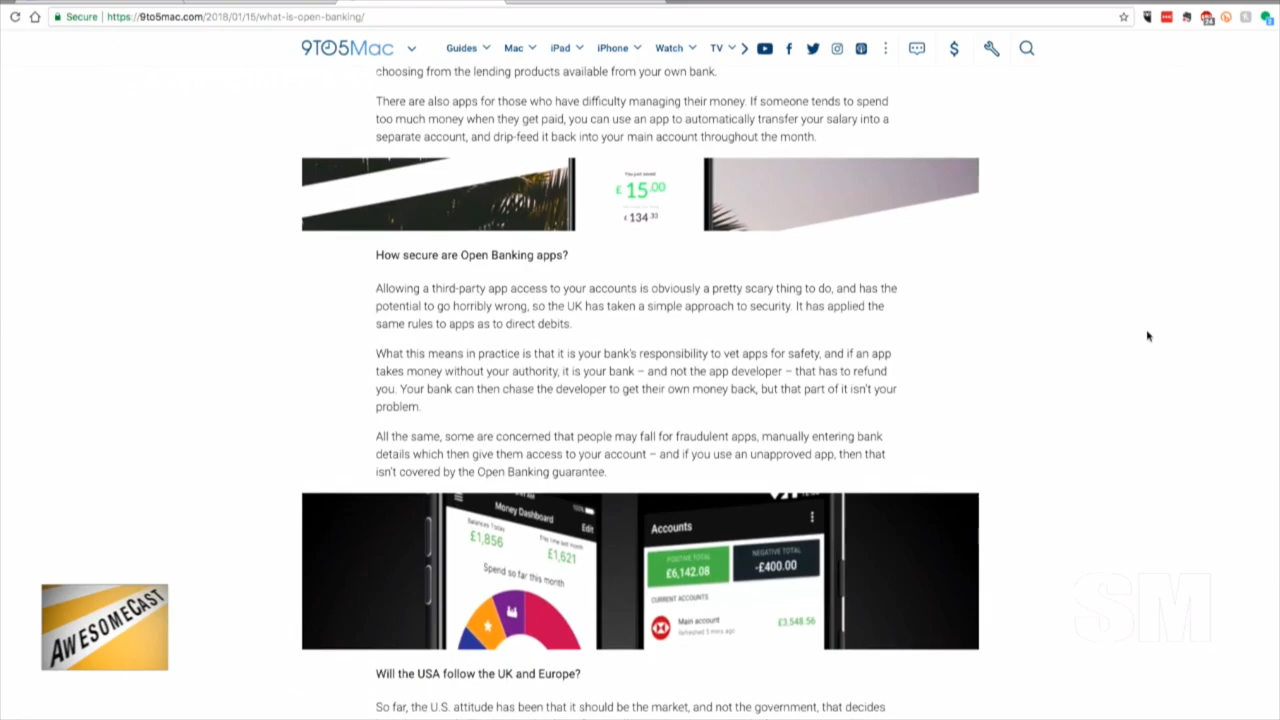 Secure https://9to5mac.com/2018/01/15/what-is-open-banking/
9TO5Mac Guides Mac iPad iPhone Watch TV
choosing from the lending products available from your own bank.
There are also apps for those who have difficulty managing their money. If someone tends to spend
too much money when they get paid, you can use an app to automatically transfer your salary into a
separate account, and drip-feed it back into your main account throughout the month.
You just saved
£15.00
134.33
How secure are Open Banking apps?
Allowing a third-party app access to your accounts is obviously a pretty scary thing to do, and has the
potential to go horribly wrong, so the UK has taken a simple approach to security. It has applied the
same rules to apps as to direct debits.
What this means in practice is that it is your bank's responsibility to vet apps for safety, and if an app
takes money without your authority, it is your bank – and not the app developer – that has to refund
you. Your bank can then chase the developer to get their own money back, but that part of it isn't your
problem.
All the same, some are concerned that people may fall for fraudulent apps, manually entering bank
details which then give them access to your account – and if you use an unapproved app, then that
isn't covered by the Open Banking guarantee.
Money Dashboard
Edit
£1,856
£1,621
Spend so far this month
Accounts
POSITIVE TOTAL
£6,142.08
NEGATIVE TOTAL
-£400.00
CURRENT ACCOUNTS
Main account
Refreshed 5 mins ago
£3,548.56
AWESOMECAST
SM
Will the USA follow the UK and Europe?
So far, the U.S. attitude has been that it should be the market, and not the government, that decides